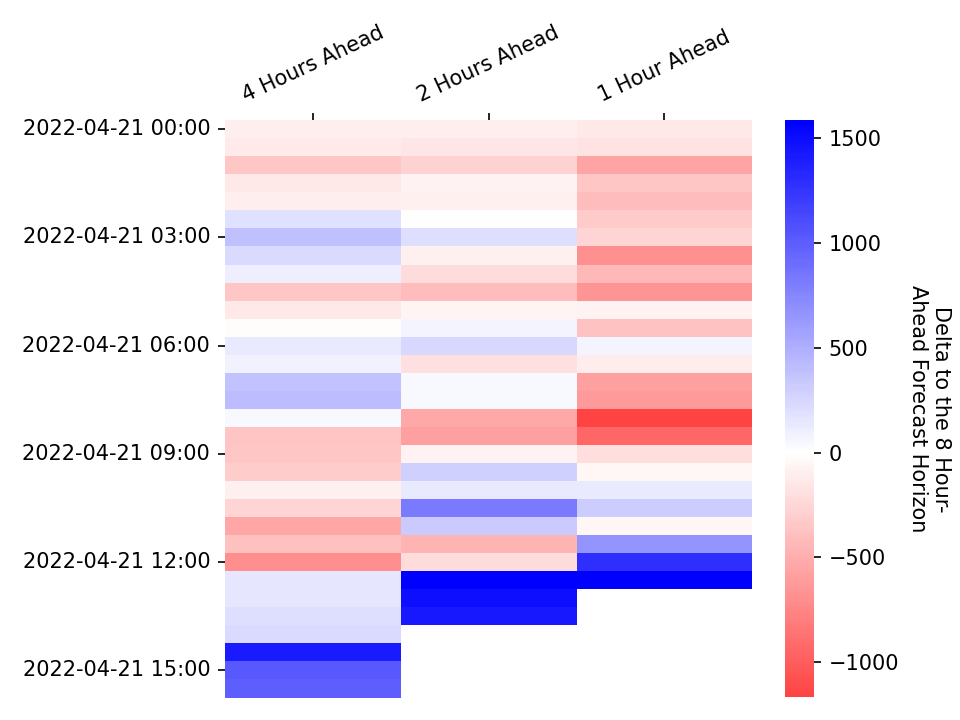 4 Hours Ahead
2 Hours Ahead
1 Hour Ahead
2022-04-21 00:00
2022-04-21 03:00
2022-04-21 06:00
2022-04-21 09:00
2022-04-21 12:00
2022-04-21 15:00
1500
1000
500
0
−500
−1000
Delta to the 8 Hour-
Ahead Forecast Horizon